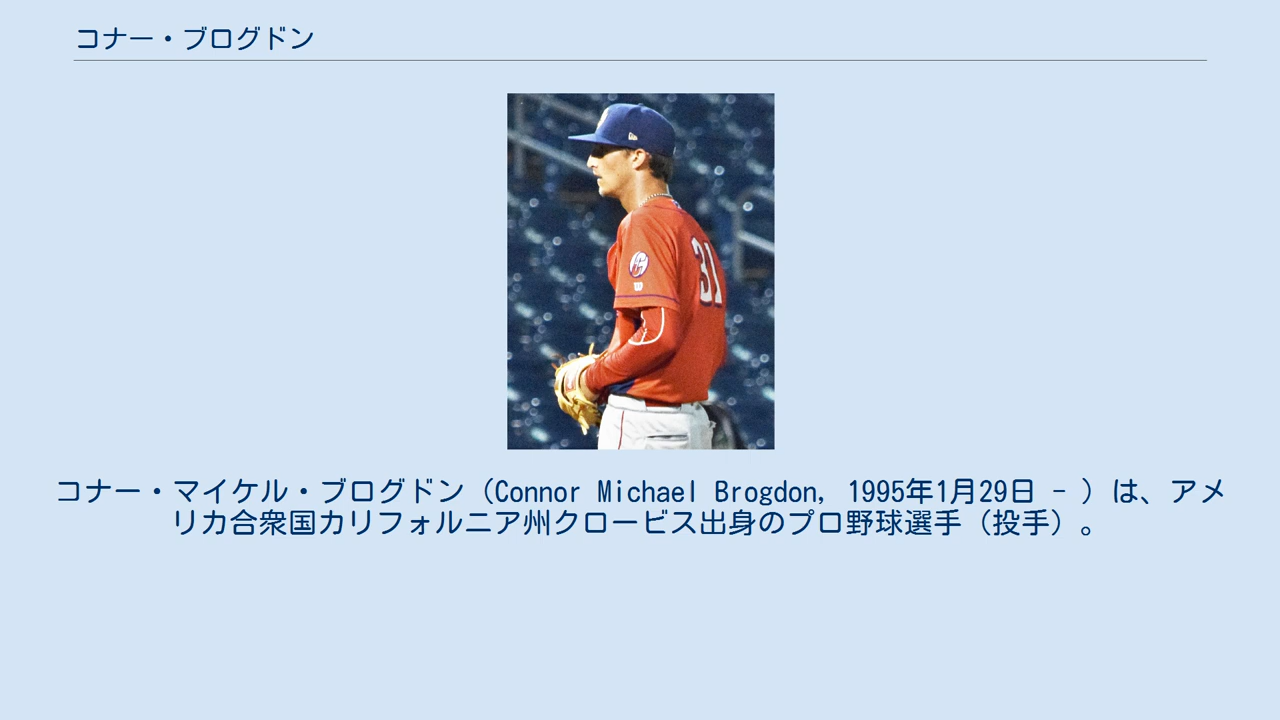 コナー・ブログドン
31
コナー・マイケル・ブログドン（Connor Michael Brogdon, 1995年1月29日 - ）は、アメ
リカ合衆国カリフォルニア州クロービス出身のプロ野球選手（投手）。